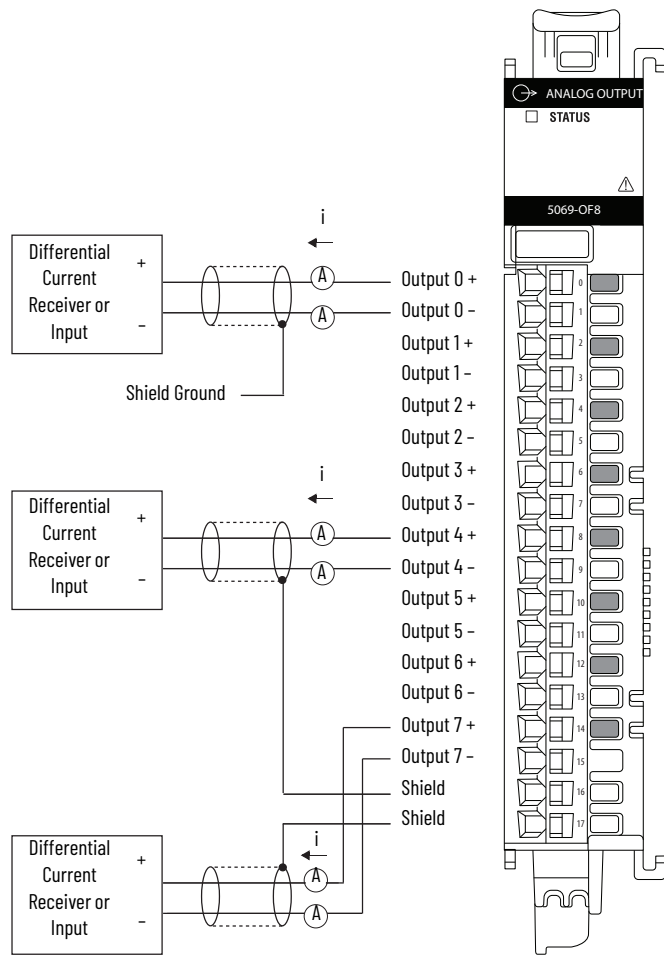 ANALOG OUTPUT
STATUS
5069-OF8
i
Differential
Current
Receiver or
Input
+
–
A
A
Shield Ground
Output 0 +
Output 0 –
Output 1 +
Output 1 –
Output 2 +
Output 2 –
Output 3 +
Output 3 –
Output 4 +
Output 4 –
Output 5 +
Output 5 –
Output 6 +
Output 6 –
Output 7 +
Output 7 –
Shield
Shield
0
1
2
3
4
5
6
7
8
9
10
11
12
13
14
15
16
17
i
Differential
Current
Receiver or
Input
+
–
A
A
i
Differential
Current
Receiver or
Input
+
–
A
A